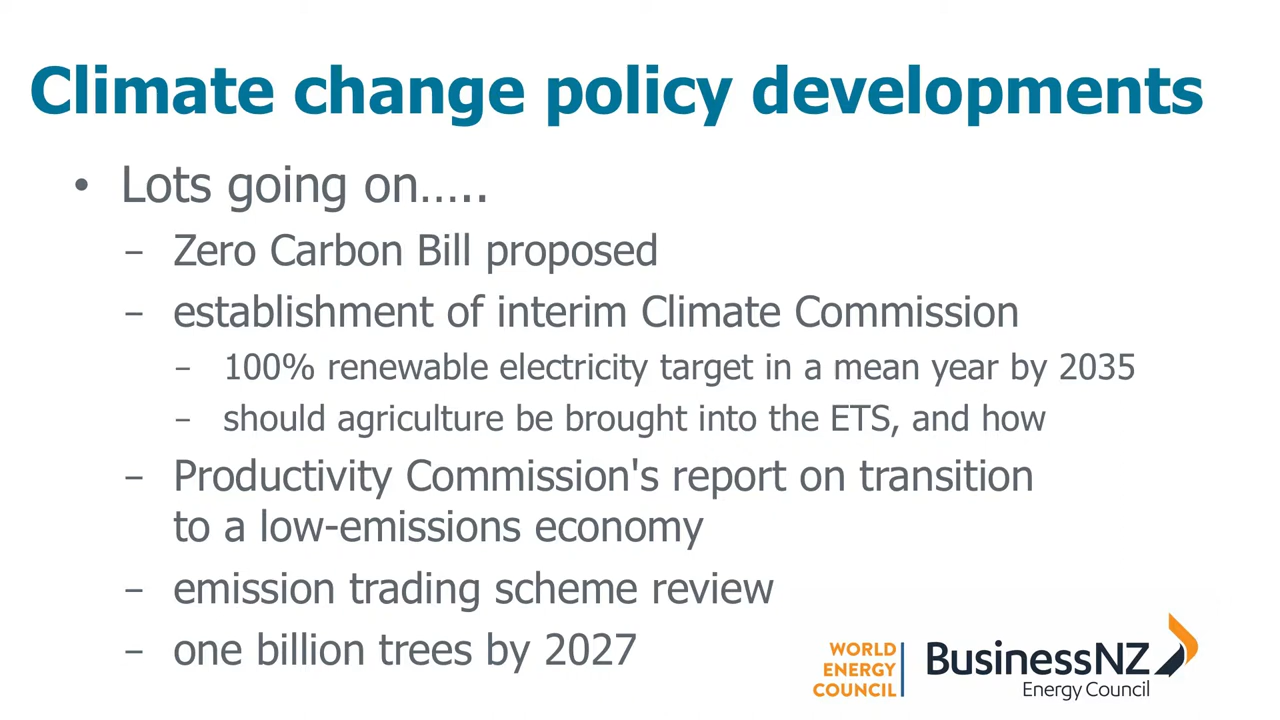 Climate change policy developments
• Lots going on…..
– Zero Carbon Bill proposed
– establishment of interim Climate Commission
– 100% renewable electricity target in a mean year by 2035
– should agriculture be brought into the ETS, and how
– Productivity Commission's report on transition
to a low-emissions economy
– emission trading scheme review
– one billion trees by 2027
WORLD
ENERGY
COUNCIL
BusinessNZ
Energy Council